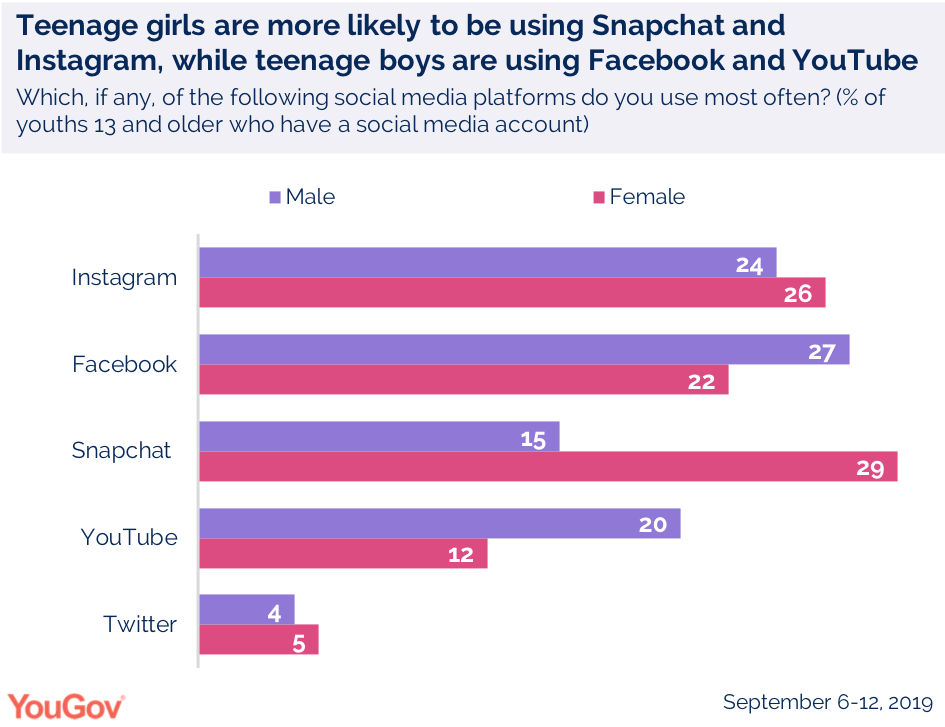 Teenage girls are more likely to be using Snapchat and
Instagram, while teenage boys are using Facebook and YouTube
Which, if any, of the following social media platforms do you use most often? (% of
youths 13 and older who have a social media account)
Male Female
Instagram 24
26
Facebook 27
22
Snapchat 15
29
YouTube 20
12
Twitter 4
5
YouGov®
September 6-12, 2019